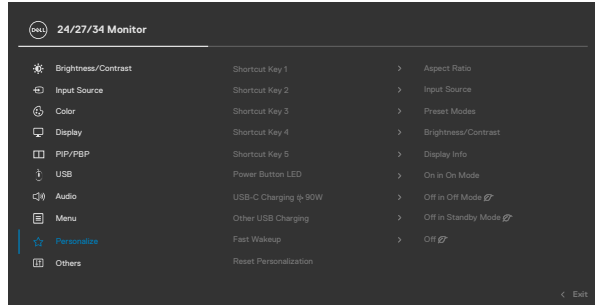 DELL 24/27/34 Monitor
Brightness/Contrast Shortcut Key 1 > Aspect Ratio
Input Source Shortcut Key 2 > Input Source
Color Shortcut Key 3 > Preset Modes
Display Shortcut Key 4 > Brightness/Contrast
PIP/PBP Shortcut Key 5 > Display Info
USB Power Button LED > On in On Mode
Audio USB-C Charging 90W > Off in Off Mode
Menu Other USB Charging > Off in Standby Mode
Personalize Fast Wakeup > Off
Others Reset Personalization
< Exit